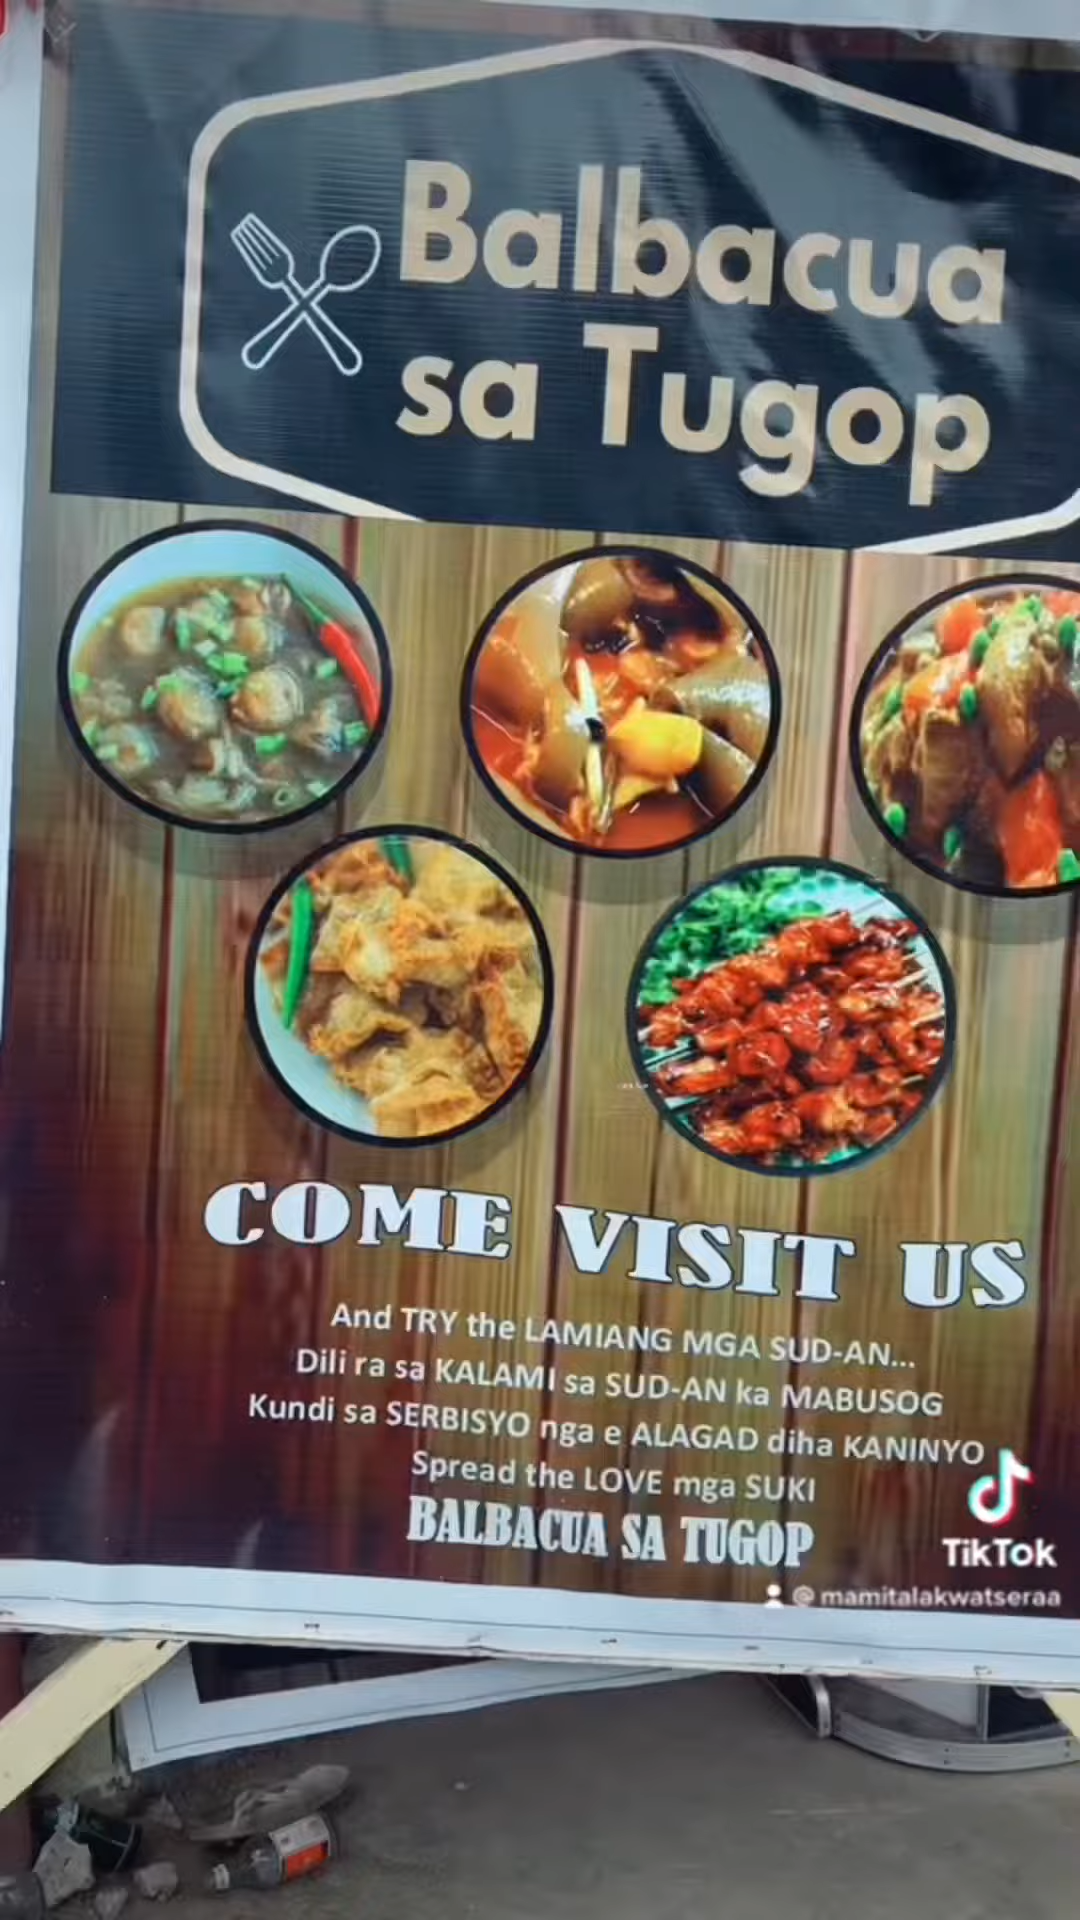 Balbacua
sa Tugop
COME VISIT US
And TRY the LAMIANG MGA SUD-AN...
Dili ra sa KALAMI sa SUD-AN ka MABUSOG
Kundi sa SERBISYO nga e ALAGAD diha KANINYO
Spread the LOVE mga SUKI
BALBACUA SA TUGOP
TikTok
@mamitalakwatseraa